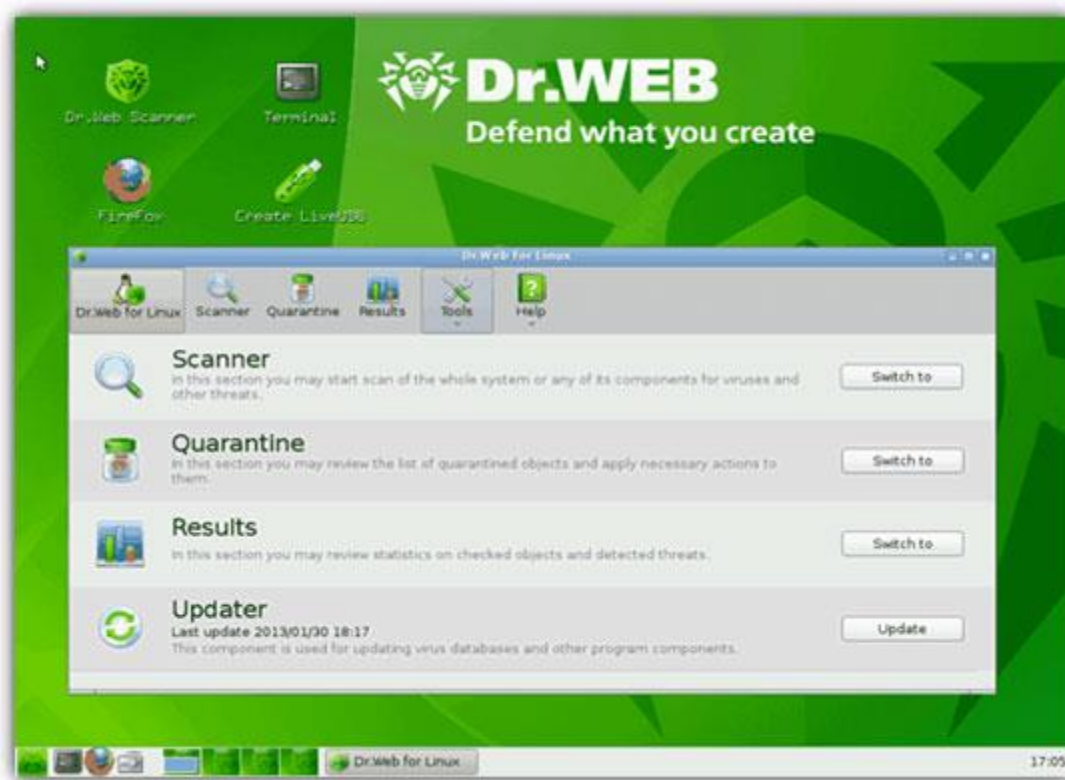 Dr.WEB
Defend what you create
Dr.Web Scanner
Terminal
Firefox
Create LiveUSB
Dr.Web for Linux
Dr.Web for Linux
Scanner
Quarantine
Results
Tools
Help
Scanner
In this section you may start scan of the whole system or any of its components for viruses and
other threats.
Switch to
Quarantine
In this section you may review the list of quarantined objects and apply necessary actions to
them.
Switch to
Results
In this section you may review statistics on checked objects and detected threats.
Switch to
Updater
Last update 2013/01/30 18:17
This component is used for updating virus databases and other program components.
Update
Dr.Web for Linux
17:05